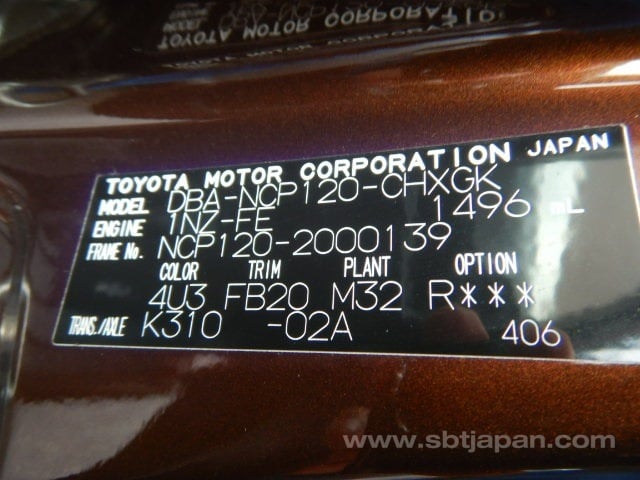 TOYOTA MOTOR CORPORATION JAPAN
MODEL DBA-NCP120-CHXGK
ENGINE 1NZ-FE 1496 mL
FRAME No. NCP120-2000139
COLOR TRIM PLANT OPTION
4U3 FB20 M32 R***
TRANS./AXLE K310 -02A 406
www.sbtjapan.com